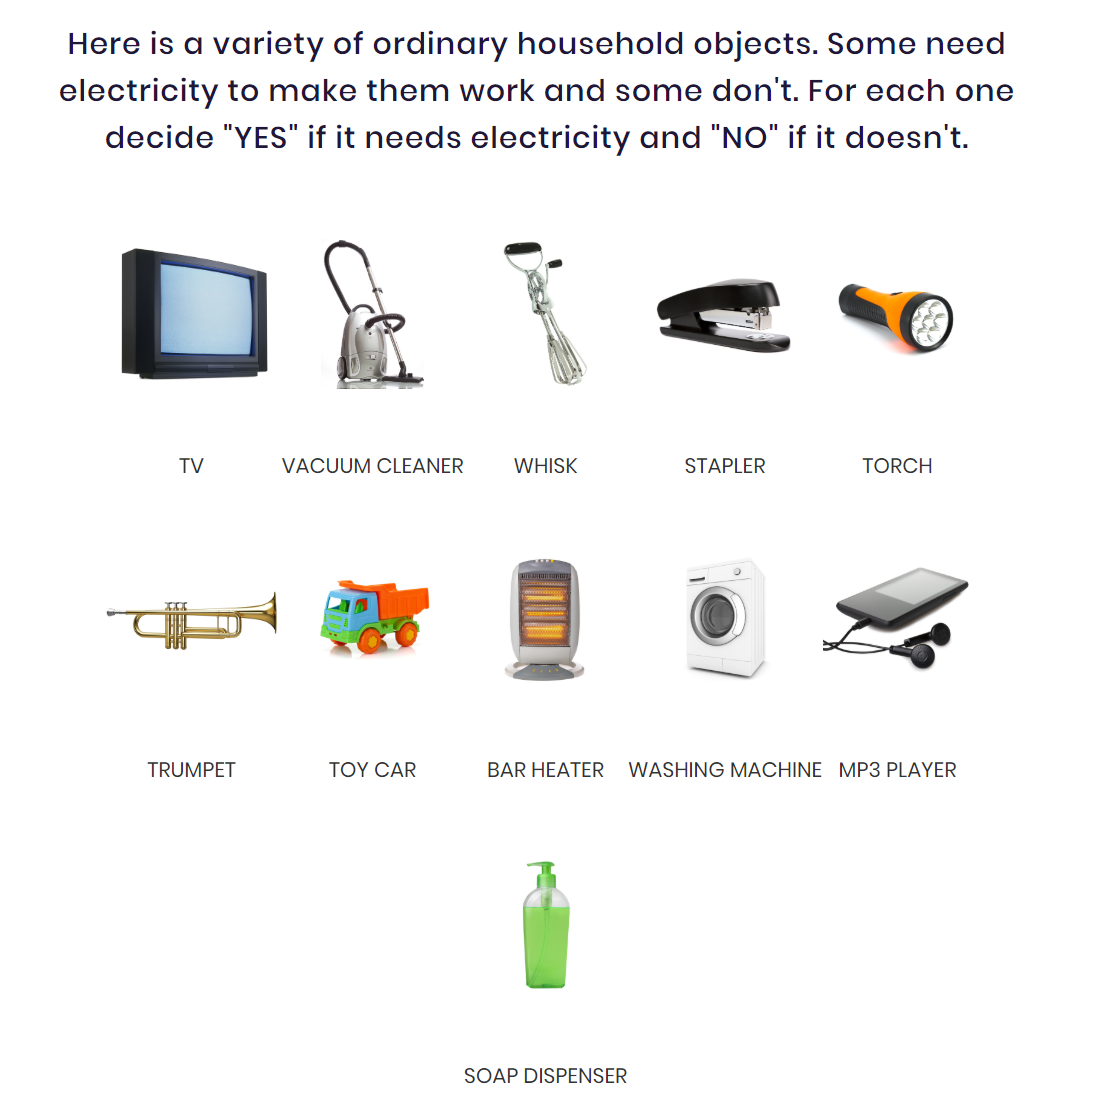 Here is a variety of ordinary household objects. Some need
electricity to make them work and some don't. For each one
decide "YES" if it needs electricity and "NO" if it doesn't.
TV VACUUM CLEANER WHISK STAPLER TORCH
TRUMPET TOY CAR BAR HEATER WASHING MACHINE MP3 PLAYER
SOAP DISPENSER